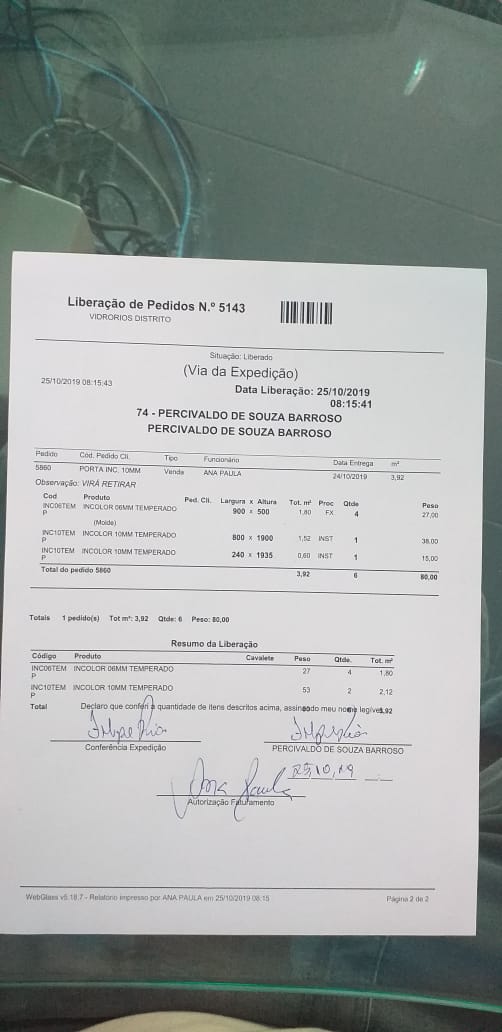 Liberação de Pedidos N.º 5143
VIDRORIOS DISTRITO
Situação: Liberado
(Via da Expedição)
25/10/2019 08:15:43
Data Liberação: 25/10/2019
08:15:41
74 - PERCIVALDO DE SOUZA BARROSO
PERCIVALDO DE SOUZA BARROSO
Pedido Cód. Pedido Cli. Tipo Funcionário Data Entrega m²
5860 PORTA INC. 10MM Venda ANA PAULA 24/10/2019 3,92
Observação: VIRÁ RETIRAR
Cod Produto Ped. Cli. Largura x Altura Tot. m² Proc Qtde Peso
INC06TEM INCOLOR 06MM TEMPERADO 900 x 500 1,80 FX 4 27,00
P
(Molde)
INC10TEM INCOLOR 10MM TEMPERADO 800 x 1900 1,52 INST 1 38,00
P
INC10TEM INCOLOR 10MM TEMPERADO 240 x 1935 0,60 INST 1 15,00
P
Total do pedido 5860 3,92 6 80,00
Totais 1 pedido(s) Tot m²: 3,92 Qtde: 6 Peso: 80,00
Resumo da Liberação
Código Produto Cavalete Peso Qtde. Tot. m²
INC06TEM INCOLOR 06MM TEMPERADO 27 4 1,80
P
INC10TEM INCOLOR 10MM TEMPERADO 53 2 2,12
P
Total Declaro que conferi a quantidade de itens descritos acima, assinando meu nome legível. 3,92
Conferência Expedição PERCIVALDO DE SOUZA BARROSO
25,10,19
Ana Paula
Autorização Faturamento
WebGlass v5.18.7 - Relatório impresso por ANA PAULA em 25/10/2019 08:15 Página 2 de 2